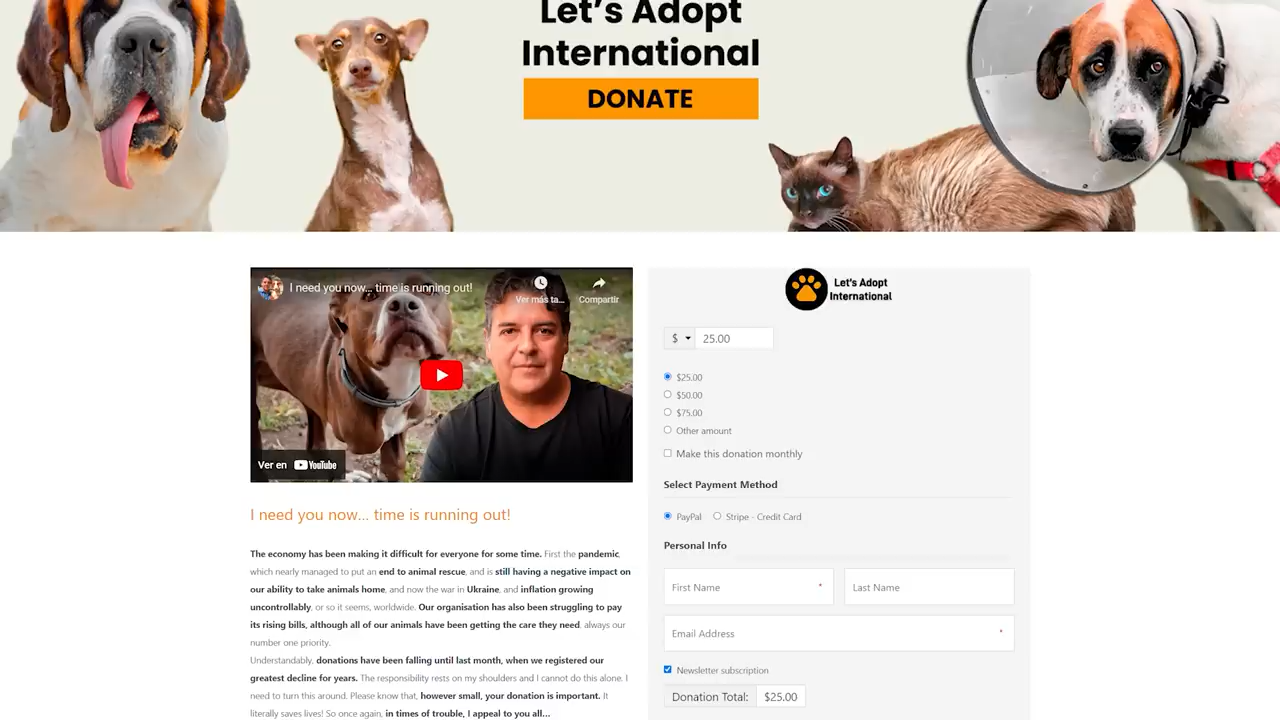 Let's Adopt
International
DONATE
I need you now... time is running out!
Ver más ta...
Compartir
Ver en YouTube
I need you now... time is running out!
The economy has been making it difficult for everyone for some time. First the pandemic,
which nearly managed to put an end to animal rescue, and is still having a negative impact on
our ability to take animals home, and now the war in Ukraine, and inflation growing
uncontrollably, or so it seems, worldwide. Our organisation has also been struggling to pay
its rising bills, although all of our animals have been getting the care they need, always our
number one priority.
Understandably, donations have been falling until last month, when we registered our
greatest decline for years. The responsibility rests on my shoulders and I cannot do this alone. I
need to turn this around. Please know that, however small, your donation is important. It
literally saves lives! So once again, in times of trouble, I appeal to you all...
Let's Adopt
International
$ 25.00
$25.00
$50.00
$75.00
Other amount
Make this donation monthly
Select Payment Method
PayPal Stripe - Credit Card
Personal Info
First Name * Last Name
Email Address *
Newsletter subscription
Donation Total: $25.00